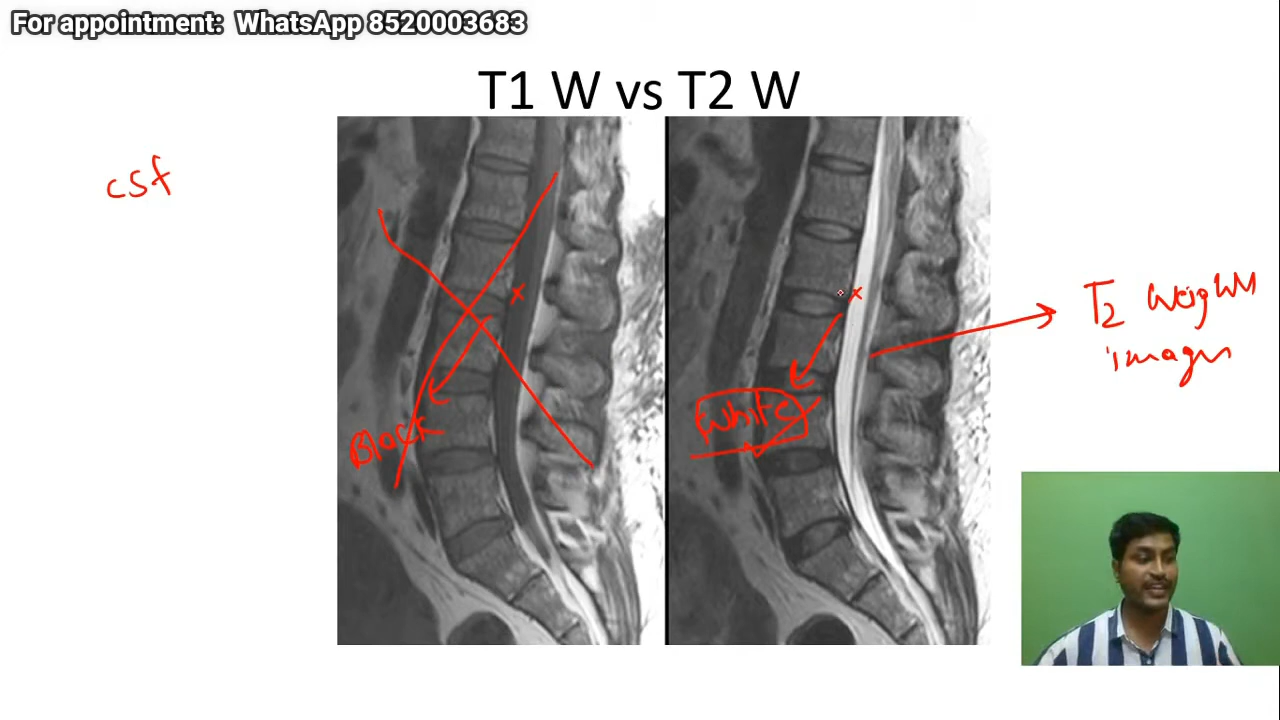 For appointment: WhatsApp 8520003683
T1 W vs T2 W
csf
x
x
Black
White
T2 weighted
images